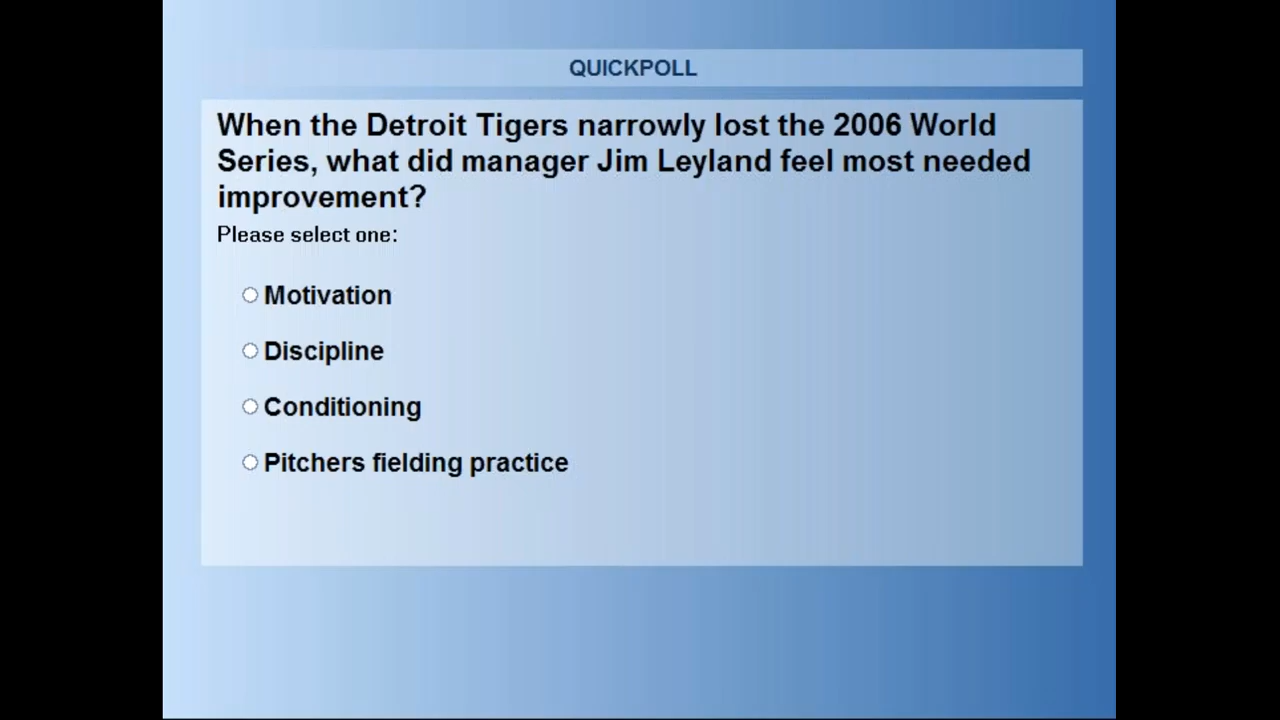 QUICKPOLL
When the Detroit Tigers narrowly lost the 2006 World
Series, what did manager Jim Leyland feel most needed
improvement?
Please select one:
Motivation
Discipline
Conditioning
Pitchers fielding practice